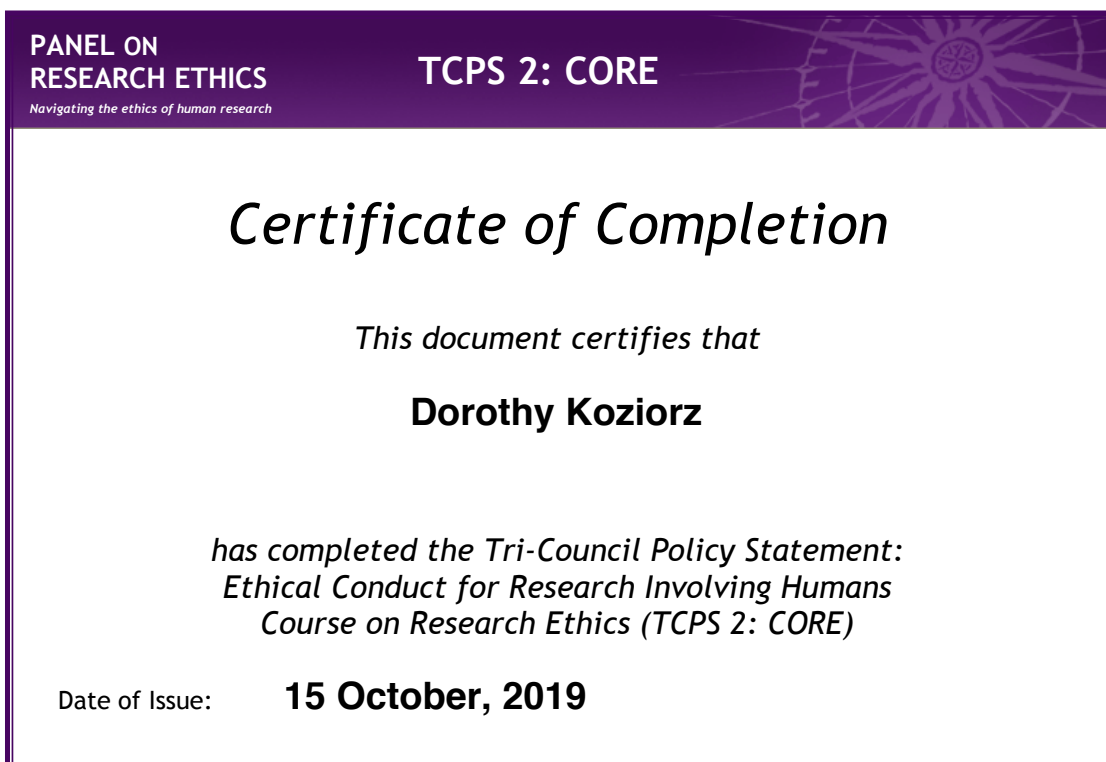 PANEL ON
RESEARCH ETHICS
Navigating the ethics of human research
TCPS 2: CORE
Certificate of Completion
This document certifies that
Dorothy Koziorz
has completed the Tri-Council Policy Statement:
Ethical Conduct for Research Involving Humans
Course on Research Ethics (TCPS 2: CORE)
Date of Issue: 15 October, 2019